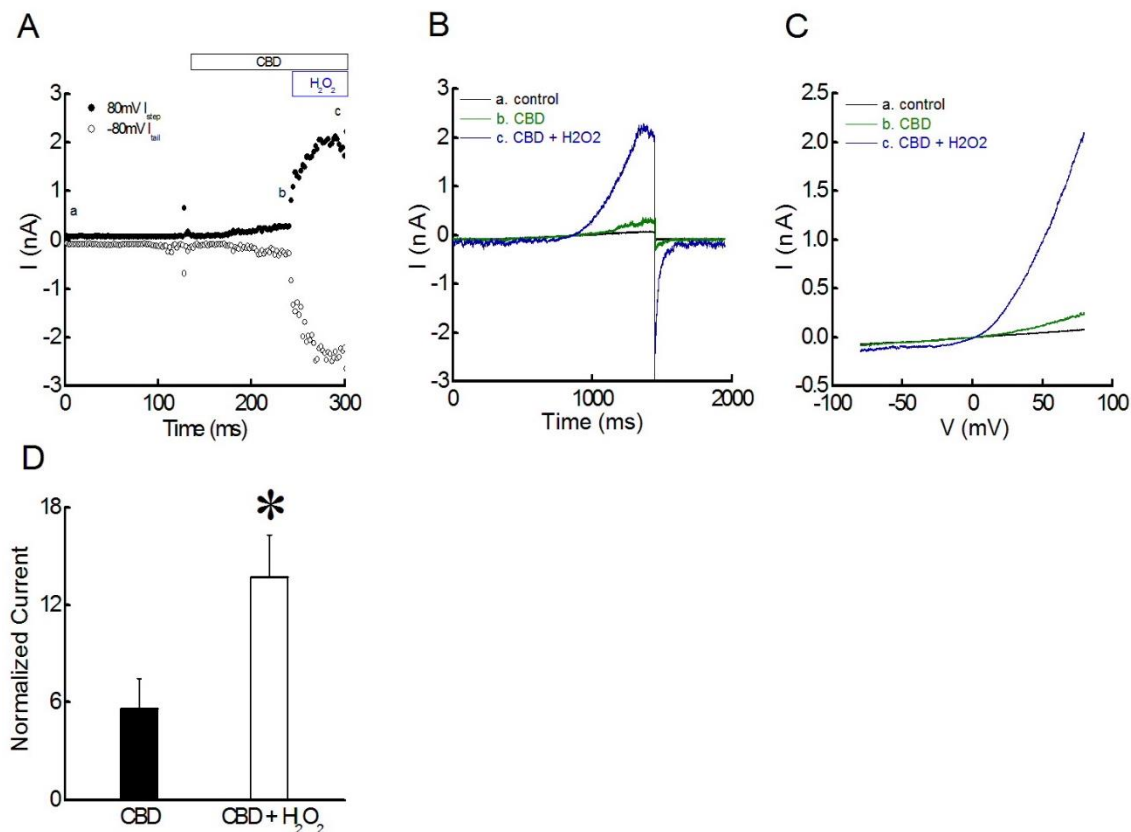 A
CBD
H₂O₂
80mV I step
-80mV I tail
a
b
c
3
2
1
0
-1
-2
-3
I (nA)
0
100
200
300
Time (ms)
B
a. control
b. CBD
c. CBD + H2O2
3
2
1
0
-1
-2
-3
I (nA)
0
1000
2000
Time (ms)
C
a. control
b. CBD
c. CBD + H2O2
2.5
2.0
1.5
1.0
0.5
0.0
-0.5
I (nA)
-100
-50
0
50
100
V (mV)
D
18
12
6
0
Normalized Current
*
CBD
CBD + H₂O₂